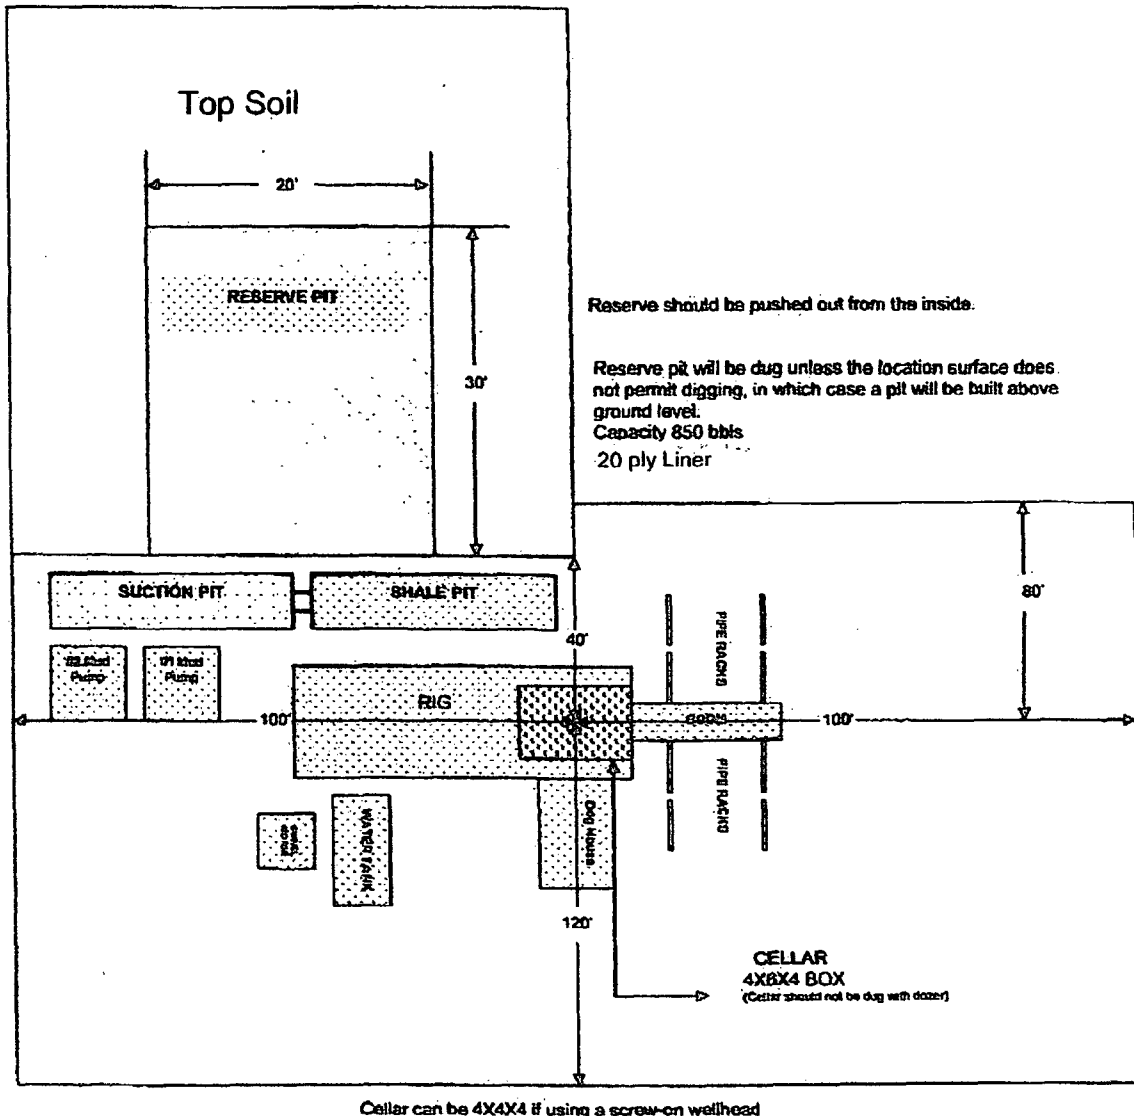 Top Soil
20'
RESERVE PIT
30'
Reserve should be pushed out from the inside.
Reserve pit will be dug unless the location surface does
not permit digging, in which case a pit will be built above
ground level.
Capacity 850 bbls
20 ply Liner
80'
SUCTION PIT
SHALE PIT
40'
PIPE RACKS
#2 Mud
Pump
#1 Mud
Pump
RIG
100'
100'
PIPE RACKS
WATER TANK
Dog House
120'
CELLAR
4X6X4 BOX
(Cellar should not be dug with dozer)
Cellar can be 4X4X4 if using a screw-on wellhead